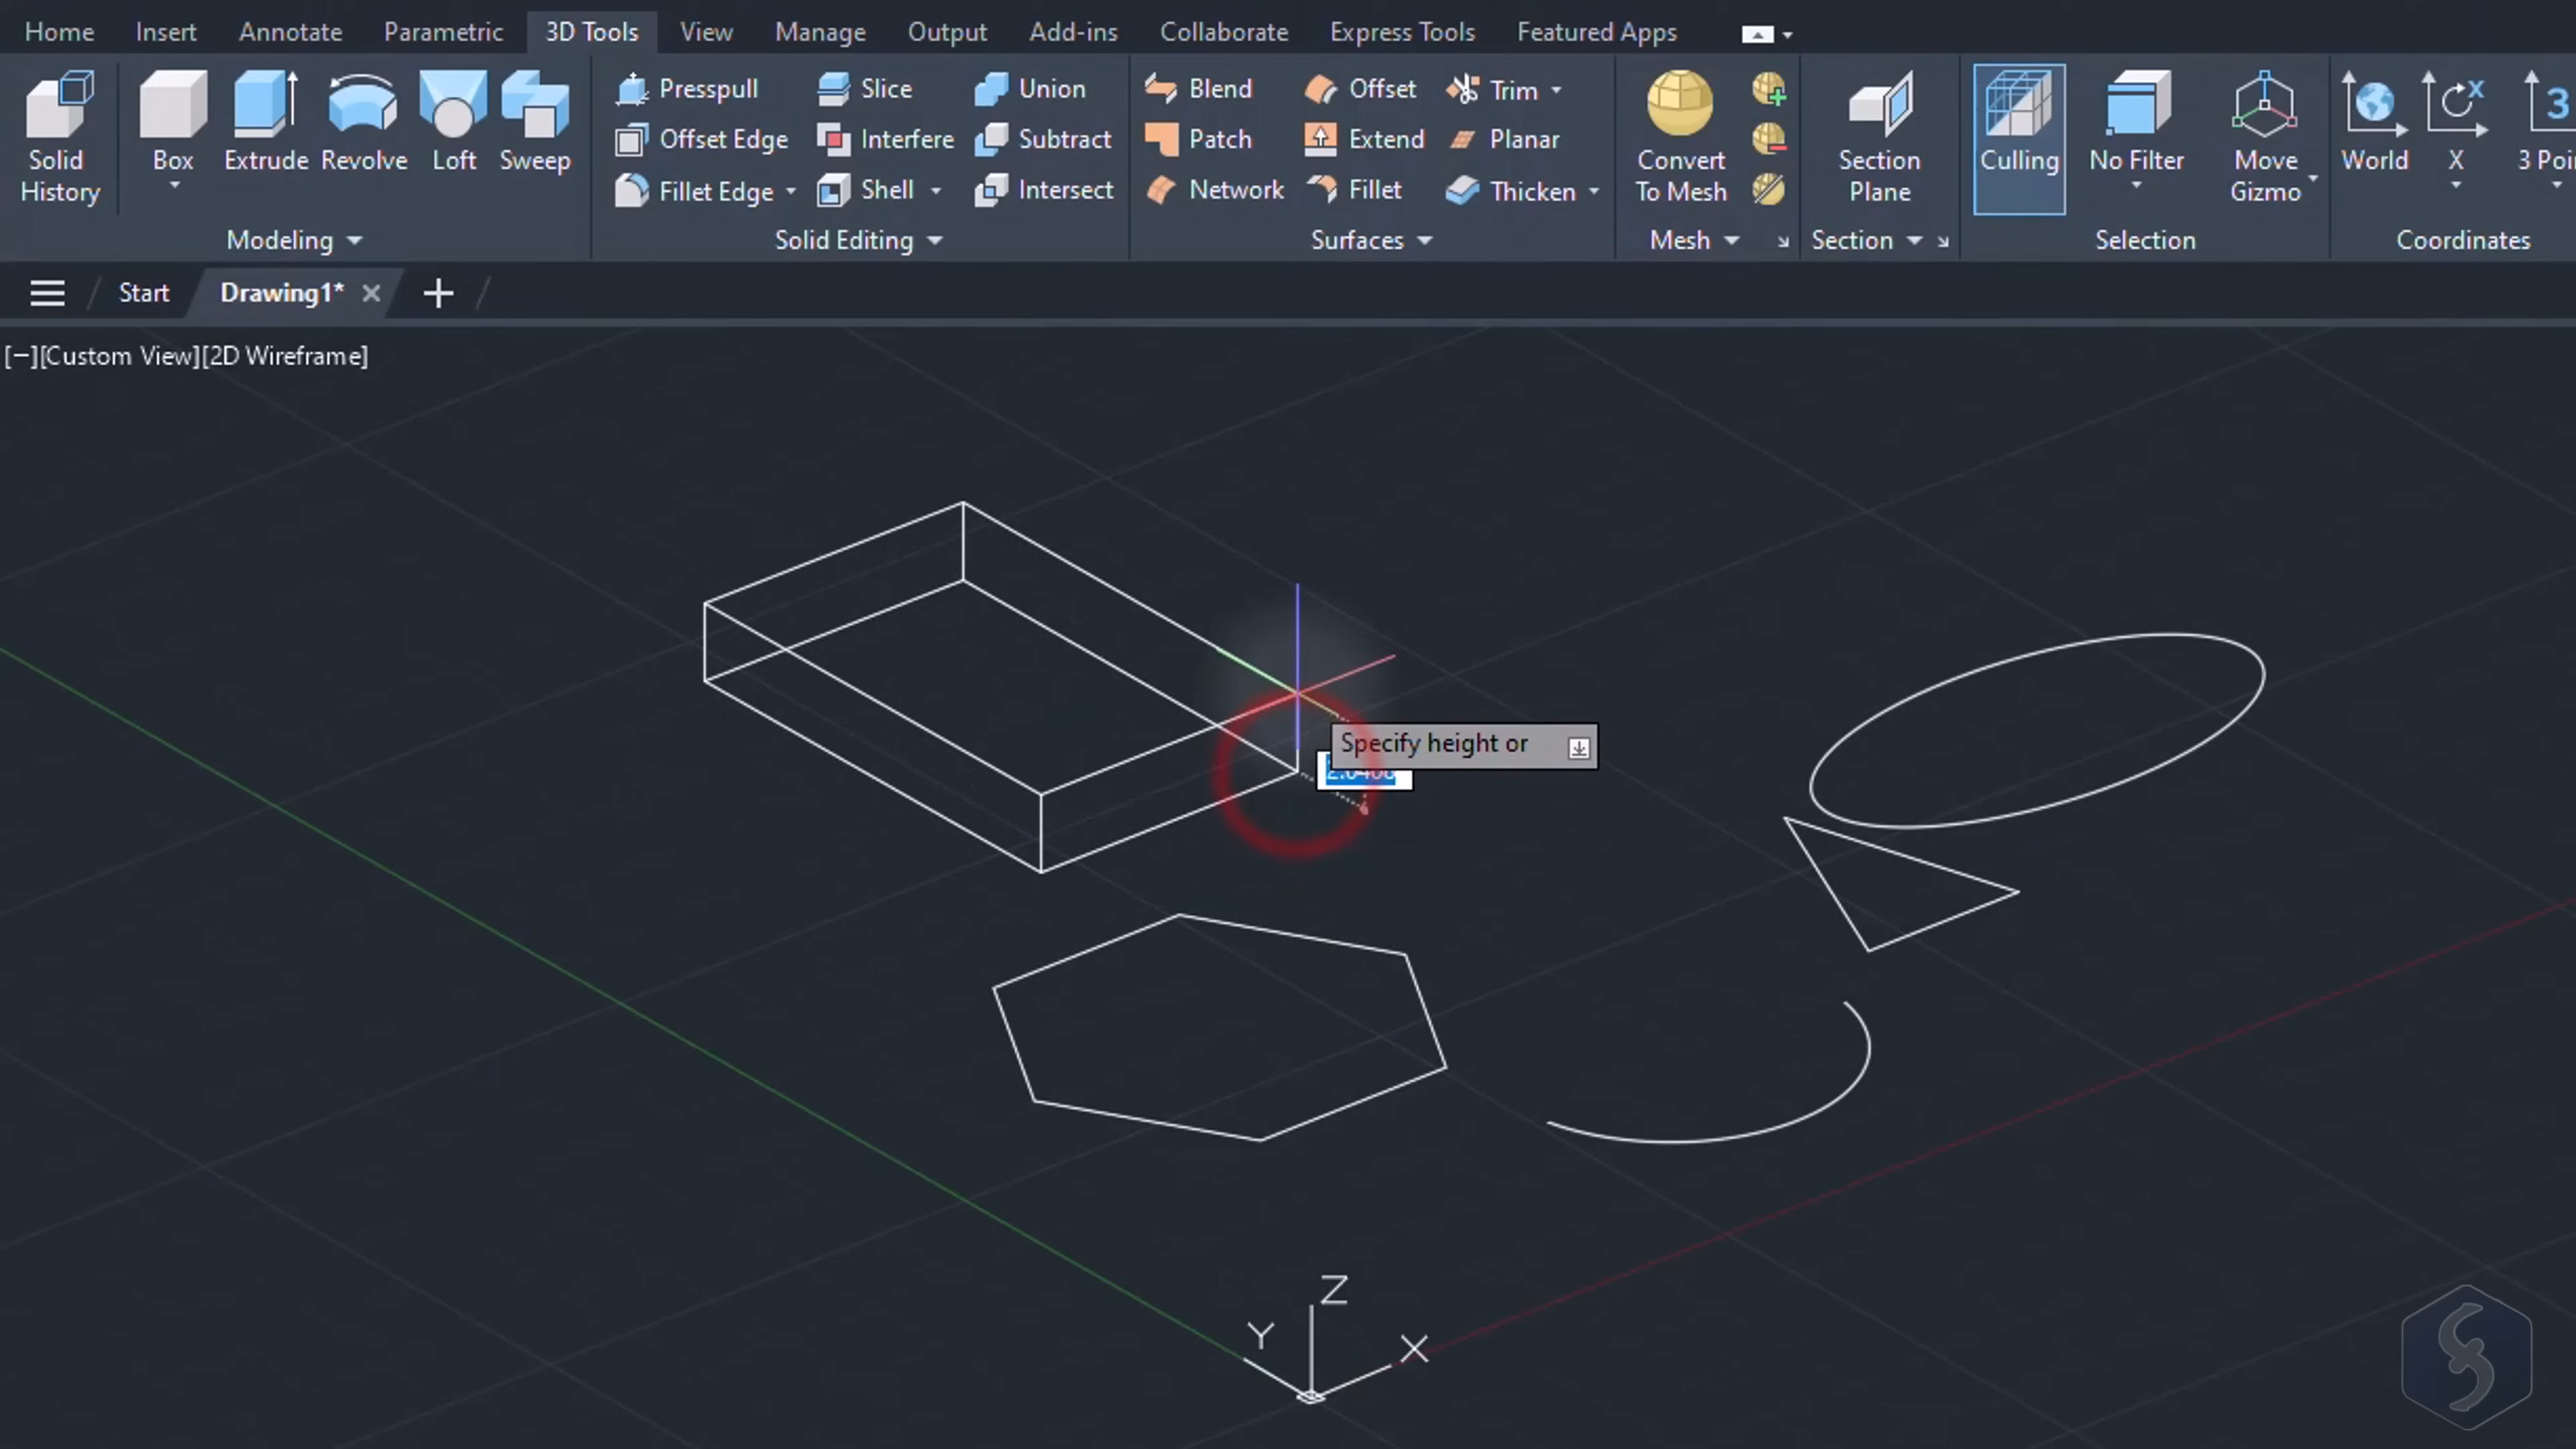 Home Insert Annotate Parametric 3D Tools View Manage Output Add-ins Collaborate Express Tools Featured Apps
Solid History
Box
Extrude
Revolve
Loft
Sweep
Modeling
Presspull
Offset Edge
Fillet Edge
Slice
Interfere
Shell
Union
Subtract
Intersect
Solid Editing
Blend
Patch
Network
Offset
Extend
Fillet
Trim
Planar
Thicken
Surfaces
Convert To Mesh
Mesh
Section Plane
Section
Culling
No Filter
Move Gizmo
Selection
World
X
3
Coordinates
Start Drawing1*
[−][Custom View][2D Wireframe]
Specify height or
Z
Y
X